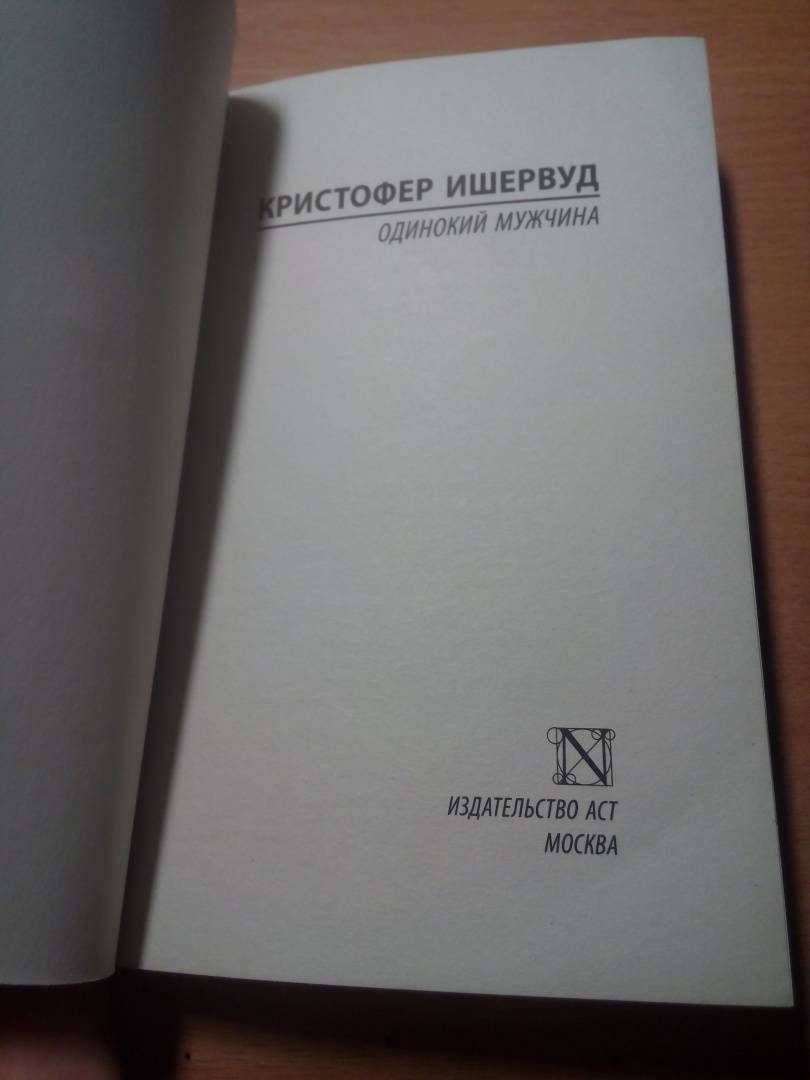 КРИСТОФЕР ИШЕРВУД
ОДИНОКИЙ МУЖЧИНА
N
ИЗДАТЕЛЬСТВО АСТ
МОСКВА